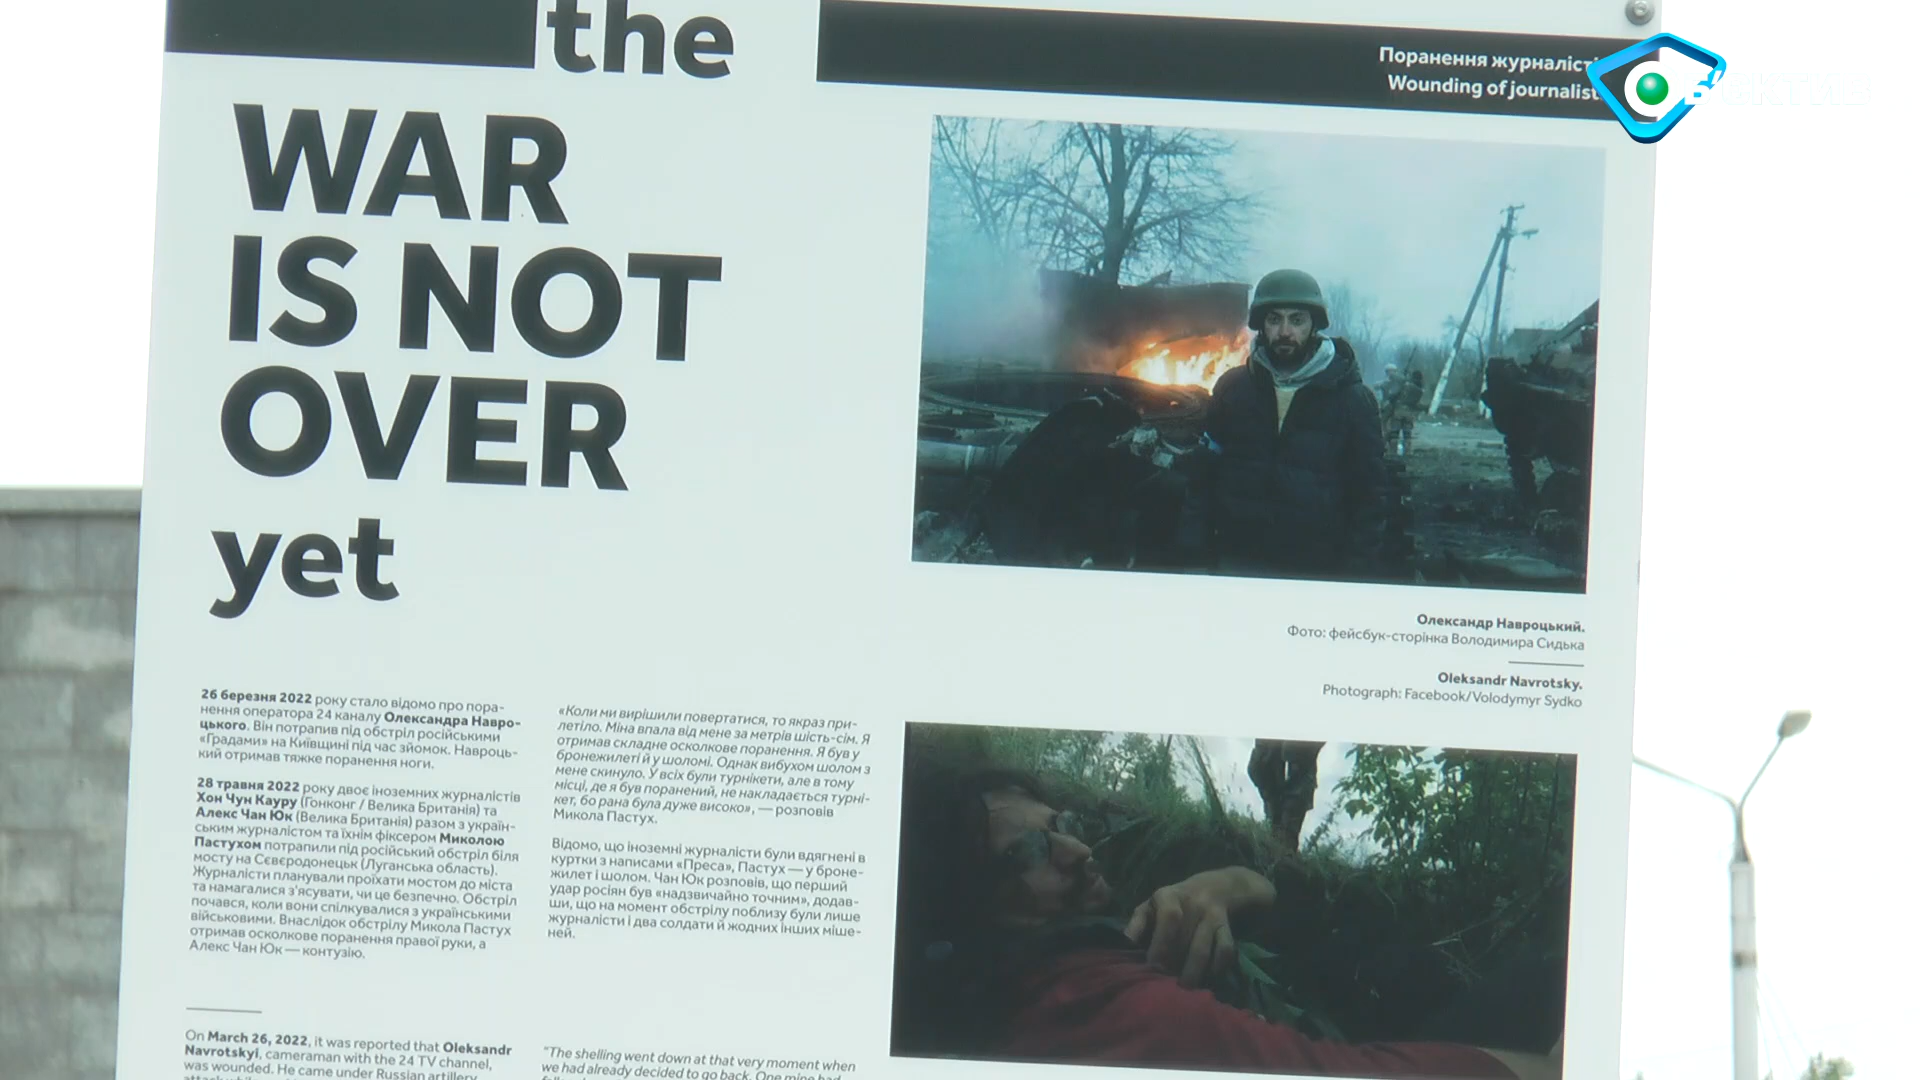 the
WAR
IS NOT
OVER
yet
Поранення журналісті
Wounding of journalist
Олександр Навроцький.
Фото: фейсбук-сторінка Володимира Сидька
Oleksandr Navrotsky.
Photograph: Facebook/Volodymyr Sydko
26 березня 2022 року стало відомо про пора-
нення оператора 24 каналу Олександра Навро-
цького. Він потрапив під обстріл російськими
«Градами» на Київщині під час зйомок. Навроць-
кий отримав тяжке поранення ноги.
28 травня 2022 року двоє іноземних журналістів
Хон Чун Кауру (Гонконг / Велика Британія) та
Алекс Чан Юк (Велика Британія) разом з україн-
ським журналістом та їхнім фіксером Миколою
Пастухом потрапили під російський обстріл біля
мосту на Сєвєродонецьк (Луганська область).
Журналісти планували проїхати мостом до міста
та намагалися з'ясувати, чи це безпечно. Обстріл
почався, коли вони спілкувалися з українськими
військовими. Внаслідок обстрілу Микола Пастух
отримав осколкове поранення правої руки, а
Алекс Чан Юк — контузію.
«Коли ми вирішили повертатися, то якраз при-
летіло. Міна впала від мене за метрів шість-сім. Я
отримав складне осколкове поранення. Я був у
бронежилеті й у шоломі. Однак вибухом шолом з
мене скинуло. У всіх були турнікети, але в тому
місці, де я був поранений, не накладається турні-
кет, бо рана була дуже високо», — розповів
Микола Пастух.
Відомо, що іноземні журналісти були вдягнені в
куртки з написами «Преса», Пастух — у броне-
жилет і шолом. Чан Юк розповів, що перший
удар росіян був «надзвичайно точним», додав-
ши, що на момент обстрілу поблизу були лише
журналісти і два солдати й жодних інших міше-
ней.
On March 26, 2022, it was reported that Oleksandr
Navrotskyi, cameraman with the 24 TV channel,
was wounded. He came under Russian artillery
"The shelling went down at that very moment when
we had already decided to go back. One mine had
ОБ'ЄКТИВ